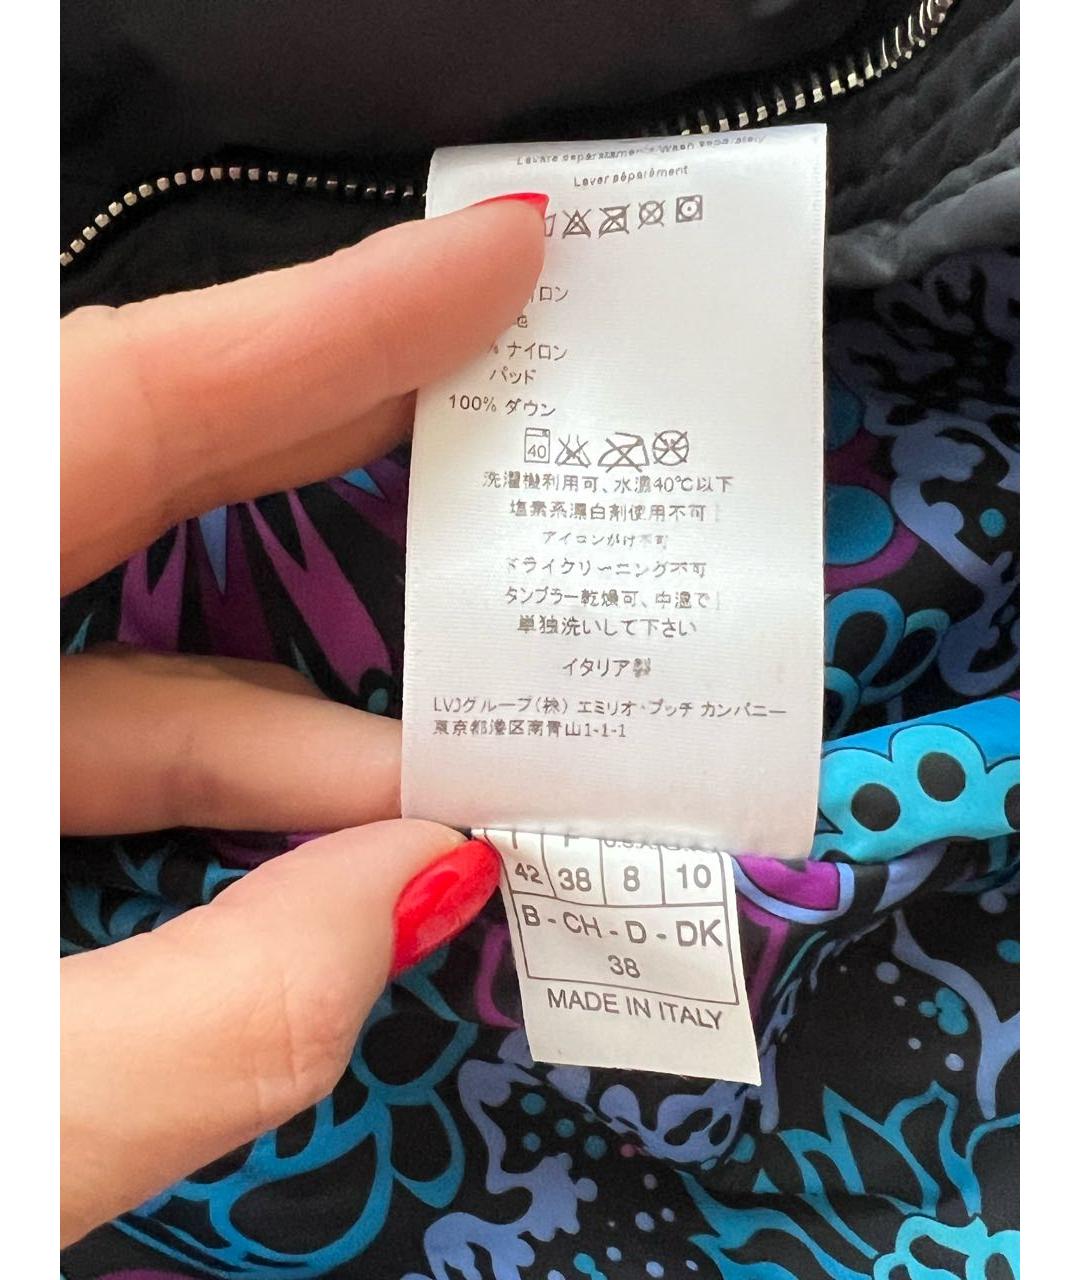 Lavare separatamente/Wash separately
Laver séparément
イロン
色
% ナイロン
パッド
100% ダウン
40
洗濯機利用可、水温40℃以下
塩素系漂白剤使用不可
アイロンがけ不可
ドライクリーニング不可
タンブラー乾燥可、中温で
単独洗いして下さい
イタリア製
LVJグループ(株) エミリオ・プッチ カンパニー
東京都港区南青山1-1-1
42 38 8 10
B - CH - D - DK
38
MADE IN ITALY